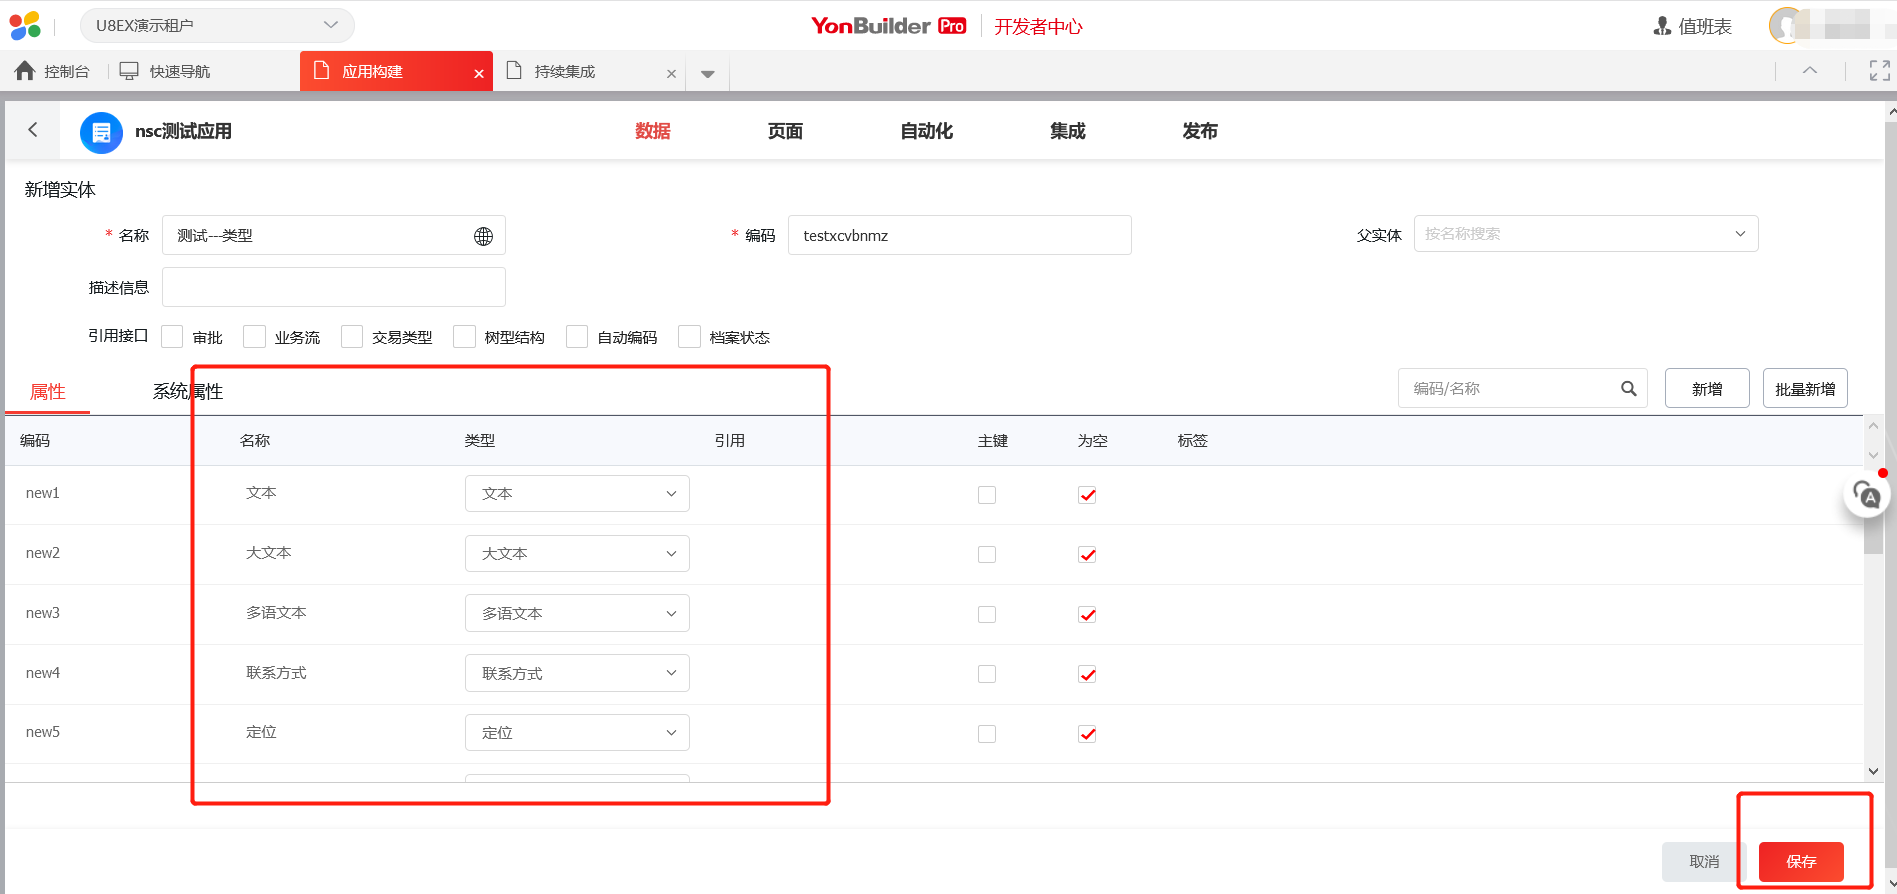 U8EX演示租户
YonBuilder Pro 开发者中心
值班表
控制台 快速导航 应用构建 × 持续集成 ×
nsc测试应用 数据 页面 自动化 集成 发布
新增实体
* 名称 测试---类型 * 编码 testxcvbnmz 父实体 按名称搜索
描述信息
引用接口 审批 业务流 交易类型 树型结构 自动编码 档案状态
属性 系统属性 编码/名称 新增 批量新增
编码 名称 类型 引用 主键 为空 标签
new1 文本 文本
new2 大文本 大文本
new3 多语文本 多语文本
new4 联系方式 联系方式
new5 定位 定位
A
取消 保存